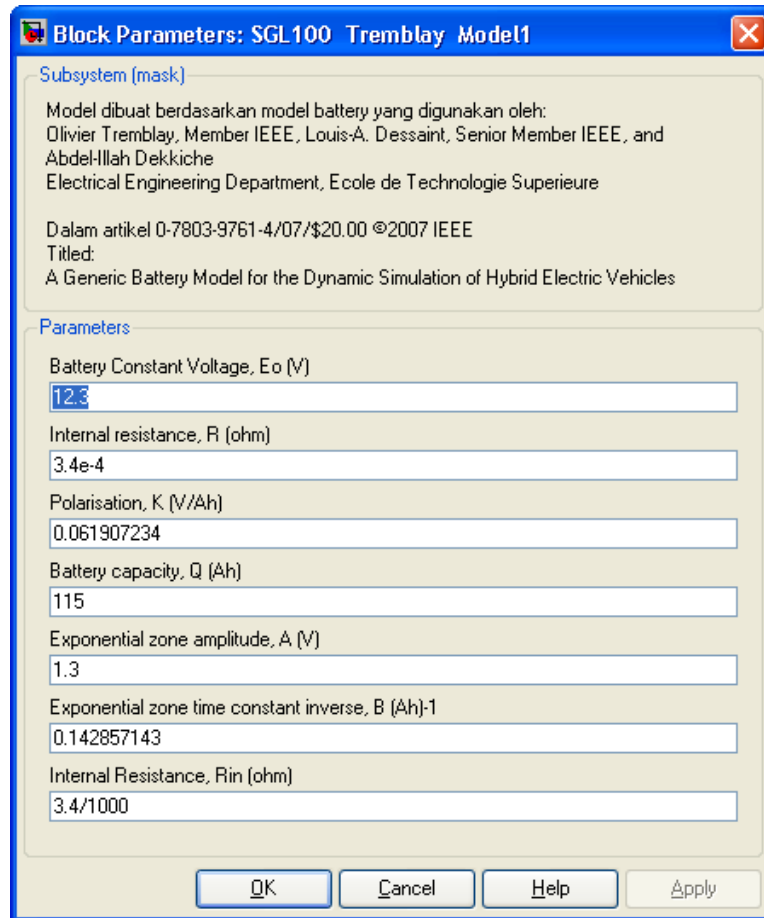 Block Parameters: SGL100 Tremblay Model1
Subsystem (mask)
Model dibuat berdasarkan model battery yang digunakan oleh:
Olivier Tremblay, Member IEEE, Louis-A. Dessaint, Senior Member IEEE, and
Abdel-Illah Dekkiche
Electrical Engineering Department, Ecole de Technologie Superieure
Dalam artikel 0-7803-9761-4/07/$20.00 ©2007 IEEE
Titled:
A Generic Battery Model for the Dynamic Simulation of Hybrid Electric Vehicles
Parameters
Battery Constant Voltage, Eo (V)
12.3
Internal resistance, R (ohm)
3.4e-4
Polarisation, K (V/Ah)
0.061907234
Battery capacity, Q (Ah)
115
Exponential zone amplitude, A (V)
1.3
Exponential zone time constant inverse, B (Ah)-1
0.142857143
Internal Resistance, Rin (ohm)
3.4/1000
OK Cancel Help Apply